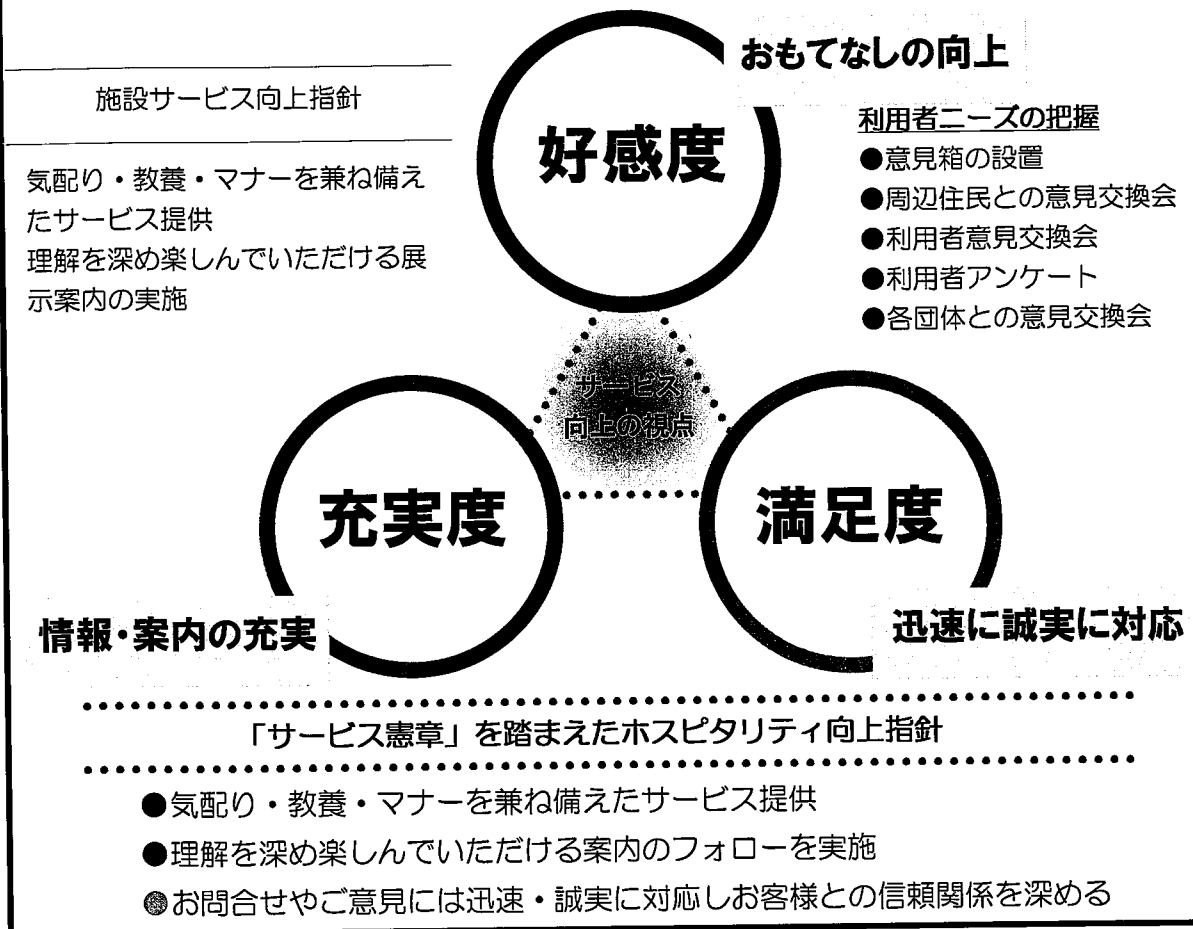 おもてなしの向上
施設サービス向上指針
気配り・教養・マナーを兼ね備え
たサービス提供
理解を深め楽しんでいただける展
示案内の実施
好感度
利用者ニーズの把握
●意見箱の設置
●周辺住民との意見交換会
●利用者意見交換会
●利用者アンケート
●各団体との意見交換会
サービス
向上の視点
充実度
満足度
情報・案内の充実
迅速に誠実に対応
「サービス憲章」を踏まえたホスピタリティ向上指針
●気配り・教養・マナーを兼ね備えたサービス提供
●理解を深め楽しんでいただける案内のフォローを実施
●お問合せやご意見には迅速・誠実に対応しお客様との信頼関係を深める